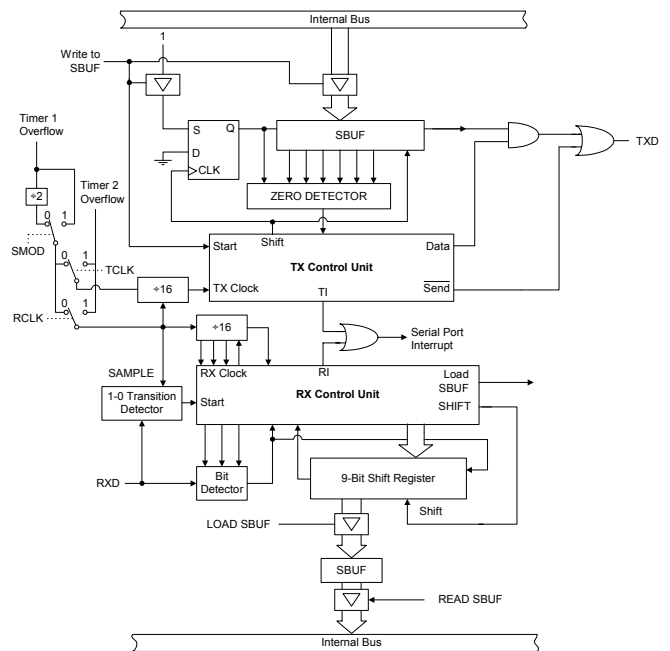 Internal Bus
1
Write to
SBUF
Timer 1
Overflow
S
Q
D
CLK
SBUF
TXD
÷2
Timer 2
Overflow
ZERO DETECTOR
0
1
SMOD
Start
Shift
Data
TX Control Unit
0
1
TCLK
÷16
TX Clock
TI
Send
RCLK
0
1
÷16
Serial Port
Interrupt
SAMPLE
RX Clock
RI
Load
SBUF
1-0 Transition
Detector
Start
RX Control Unit
SHIFT
RXD
Bit
Detector
9-Bit Shift Register
Shift
LOAD SBUF
SBUF
READ SBUF
Internal Bus